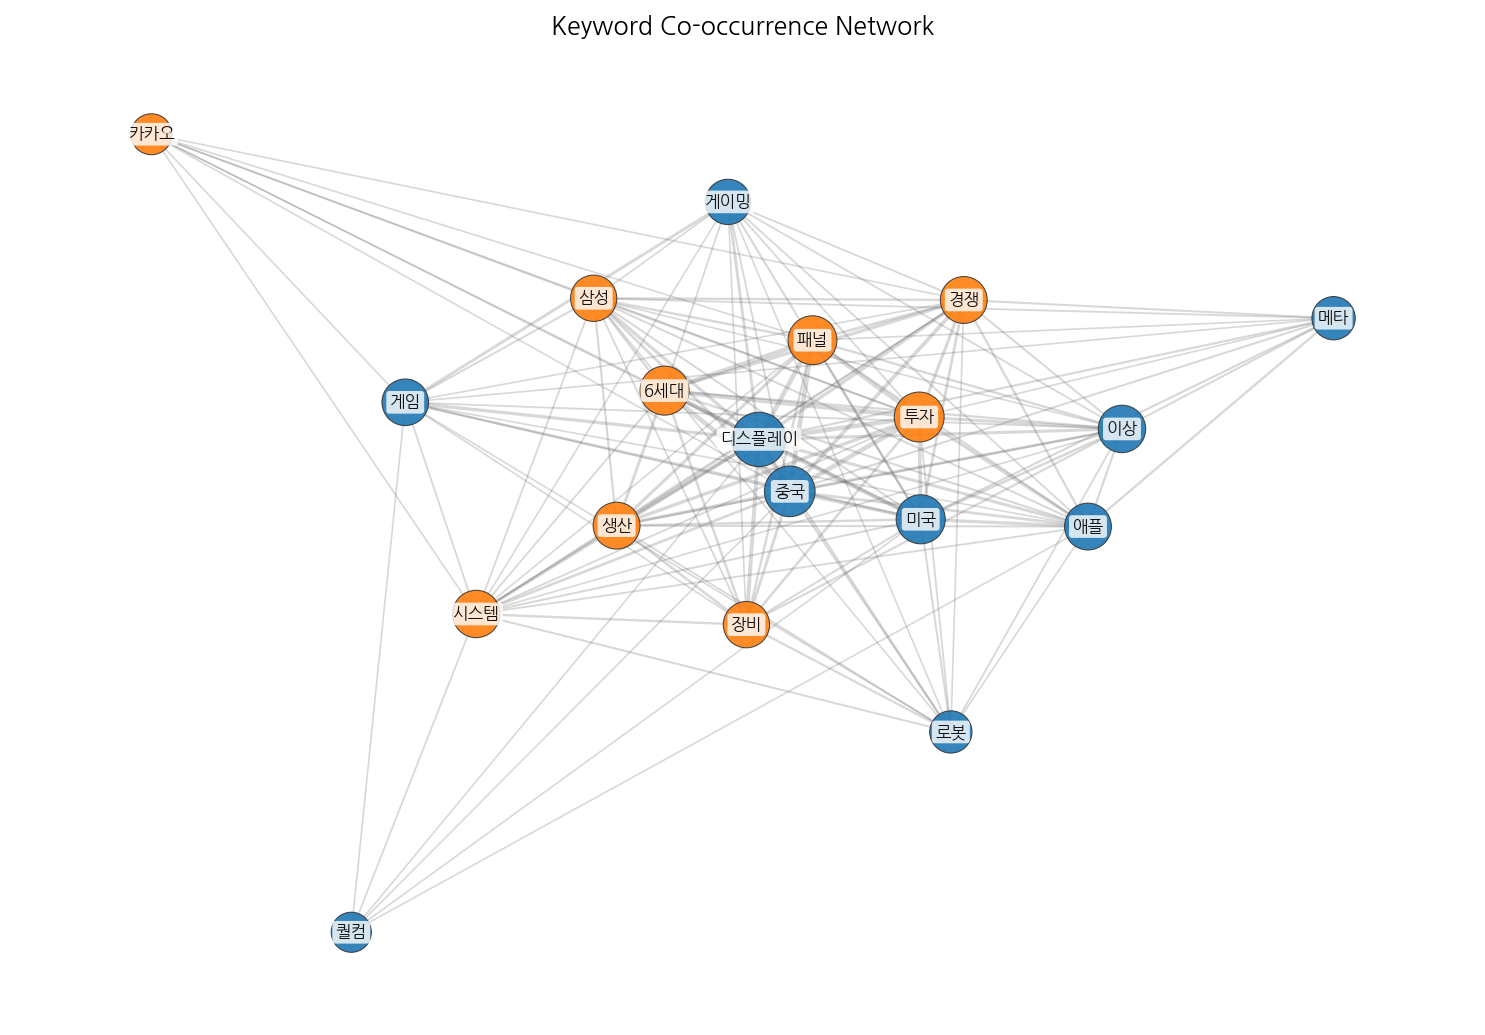 Keyword Co-occurrence Network
카카오
게이밍
삼성
경쟁
메타
패널
6세대
게임
투자
이상
디스플레이
중국
미국
생산
애플
시스템
장비
로봇
퀄컴